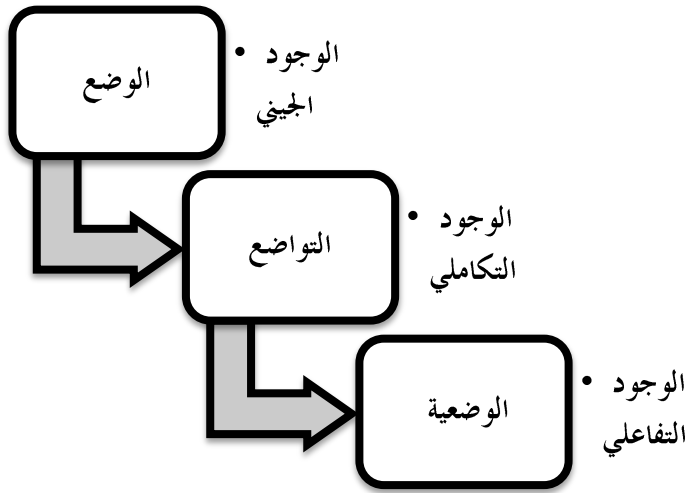 الوضع
• الوجود
الجيني
التواضع
• الوجود
التكاملي
الوضعية
• الوجود
التفاعلي